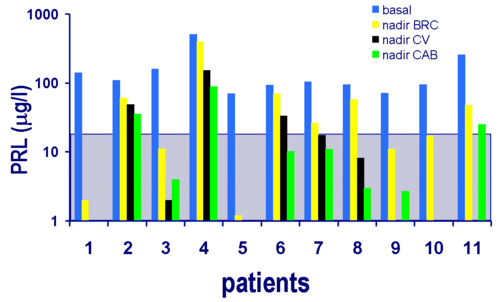 basal
nadir BRC
nadir CV
nadir CAB
PRL (µg/l)
1000
100
10
1
1 2 3 4 5 6 7 8 9 10 11
patients